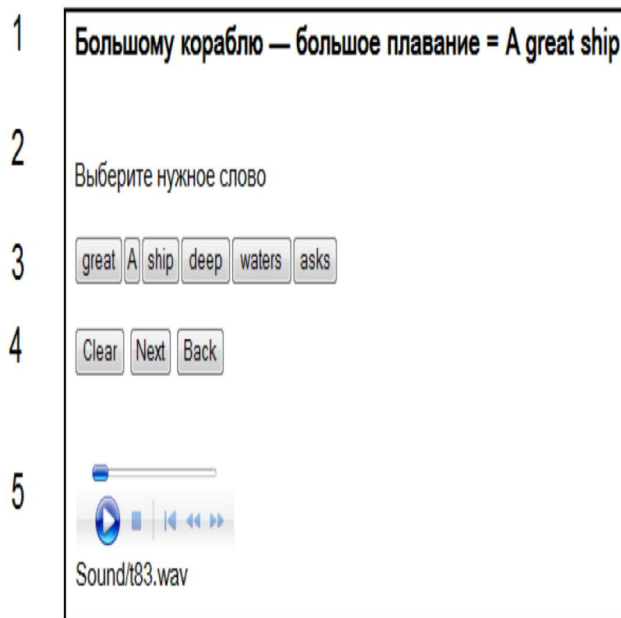 1 Большому кораблю — большое плавание = A great ship
2 Выберите нужное слово
3 great A ship deep waters asks
4 Clear Next Back
5
Sound/t83.wav